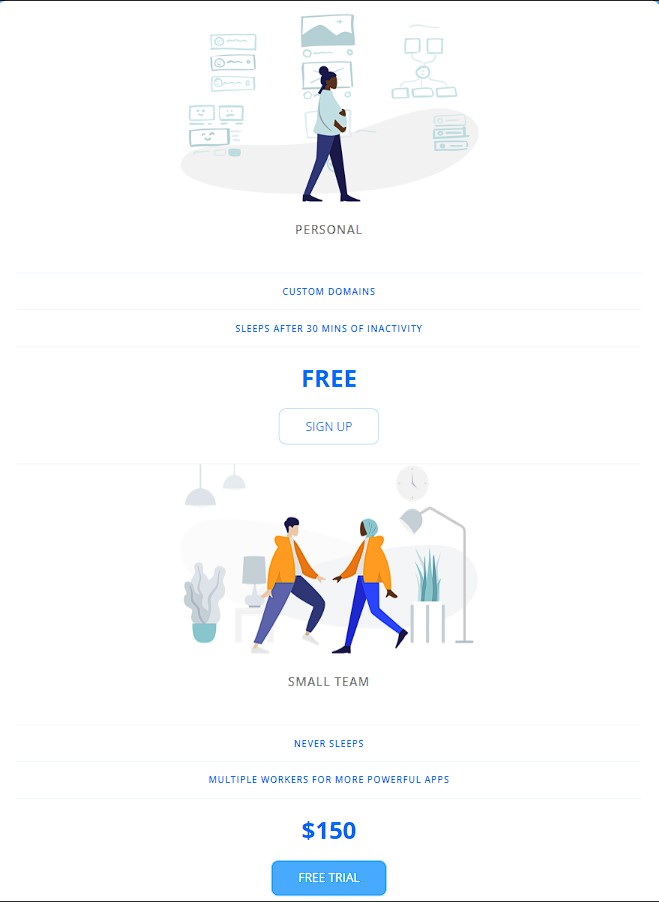 PERSONAL
CUSTOM DOMAINS
SLEEPS AFTER 30 MINS OF INACTIVITY
FREE
SIGN UP
SMALL TEAM
NEVER SLEEPS
MULTIPLE WORKERS FOR MORE POWERFUL APPS
$150
FREE TRIAL